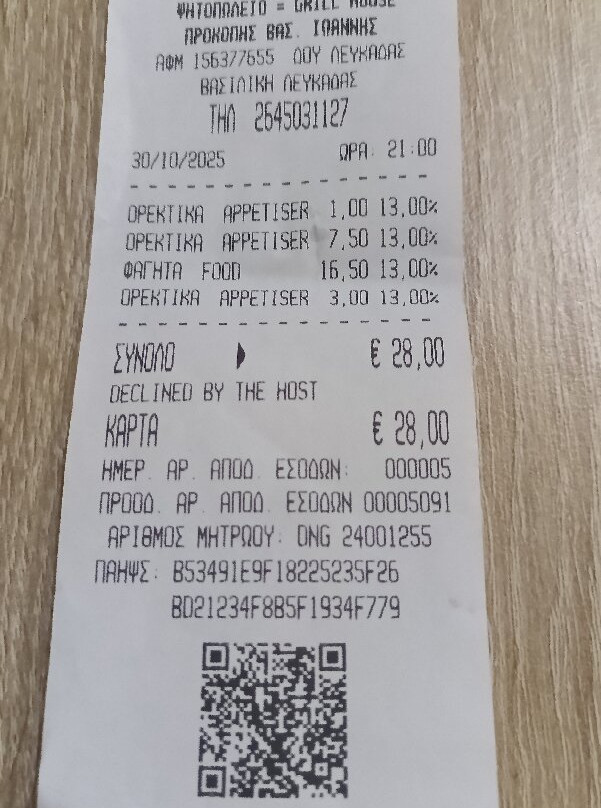 ΨΗΤΟΠΩΛΕΙΟ = GRILL HOUSE
ΠΡΟΚΟΠΗΣ ΒΑΣ. ΙΩΑΝΝΗΣ
ΑΦΜ 156377655 ΔΟΥ ΛΕΥΚΑΔΑΣ
ΒΑΣΙΛΙΚΗ ΛΕΥΚΑΔΑΣ
ΤΗΛ 2645031127
30/10/2025 ΩΡΑ: 21:00
ΟΡΕΚΤΙΚΑ APPETISER 1,00 13,00%
ΟΡΕΚΤΙΚΑ APPETISER 7,50 13,00%
ΦΑΓΗΤΑ FOOD 16,50 13,00%
ΟΡΕΚΤΙΚΑ APPETISER 3,00 13,00%
ΣΥΝΟΛΟ € 28,00
DECLINED BY THE HOST
ΚΑΡΤΑ € 28,00
ΗΜΕΡ. ΑΡ. ΑΠΟΔ. ΕΣΟΔΩΝ: 000005
ΠΡΟΟΔ. ΑΡ. ΑΠΟΔ. ΕΣΟΔΩΝ 00005091
ΑΡΙΘΜΟΣ ΜΗΤΡΩΟΥ: DNG 24001255
ΠΑΗΨΣ: B53491E9F18225235F26
BD21234F8B5F1934F779